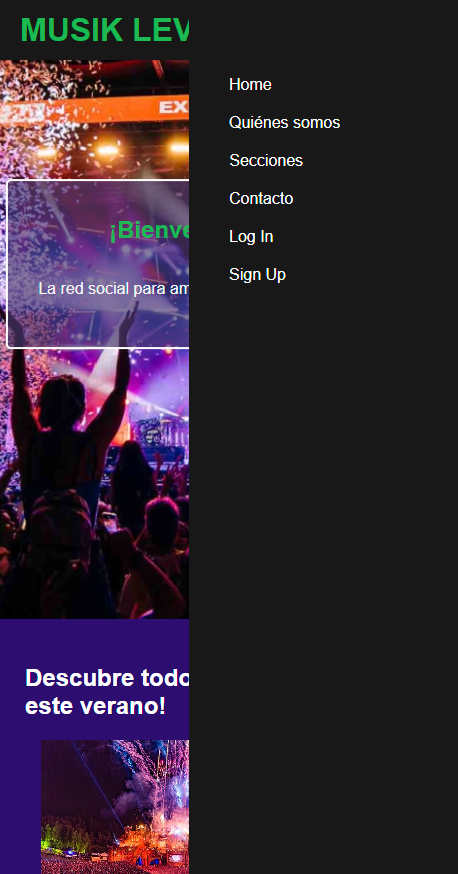 MUSIK LEV
Home
EX
Quiénes somos
Secciones
Contacto
¡Bienve
Log In
Sign Up
La red social para am
Descubre todo
este verano!